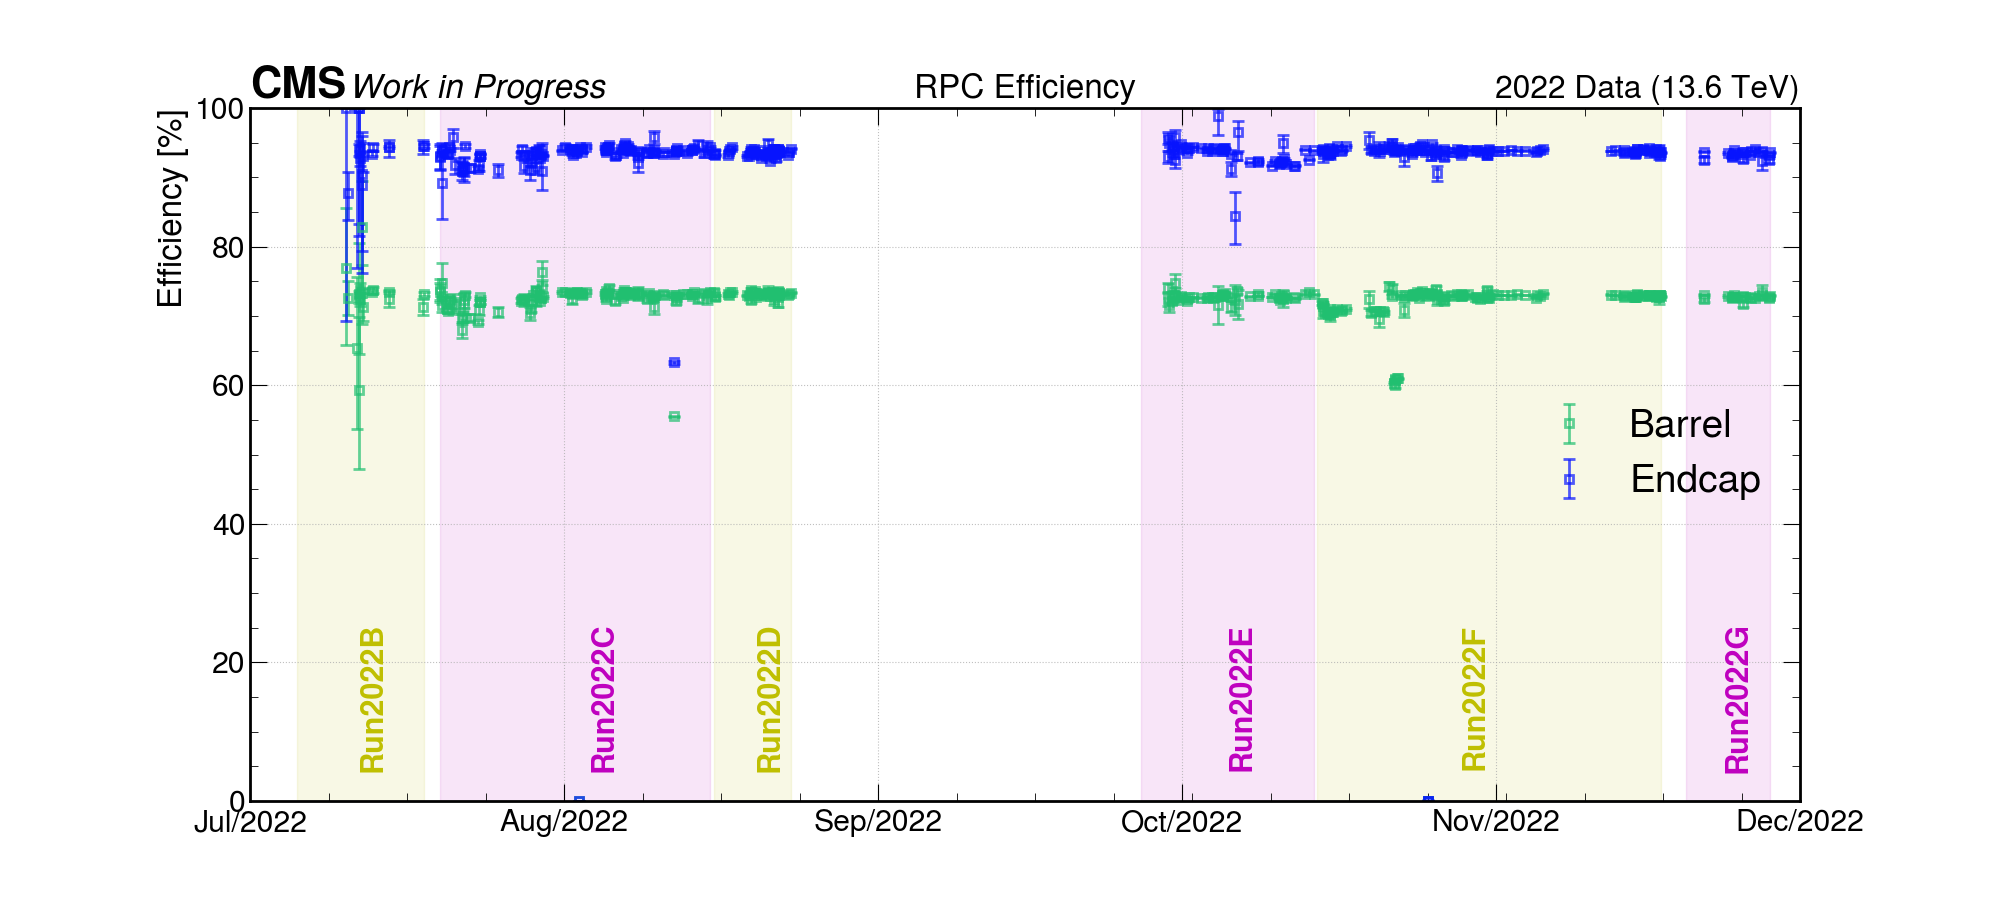 CMS Work in Progress RPC Efficiency 2022 Data (13.6 TeV)
Efficiency [%]
100
80
60
40
20
0
Barrel
Endcap
Run2022B
Run2022C
Run2022D
Run2022E
Run2022F
Run2022G
Jul/2022 Aug/2022 Sep/2022 Oct/2022 Nov/2022 Dec/2022